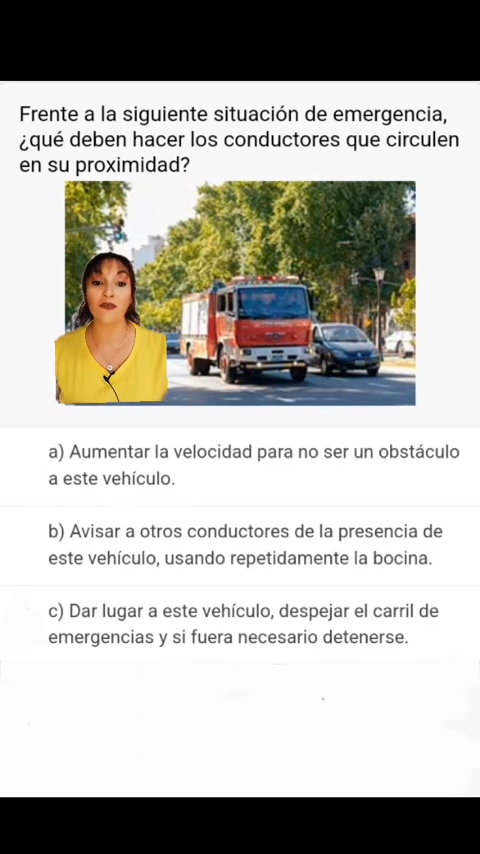 Frente a la siguiente situación de emergencia,
¿qué deben hacer los conductores que circulen
en su proximidad?
a) Aumentar la velocidad para no ser un obstáculo
a este vehículo.
b) Avisar a otros conductores de la presencia de
este vehículo, usando repetidamente la bocina.
c) Dar lugar a este vehículo, despejar el carril de
emergencias y si fuera necesario detenerse.